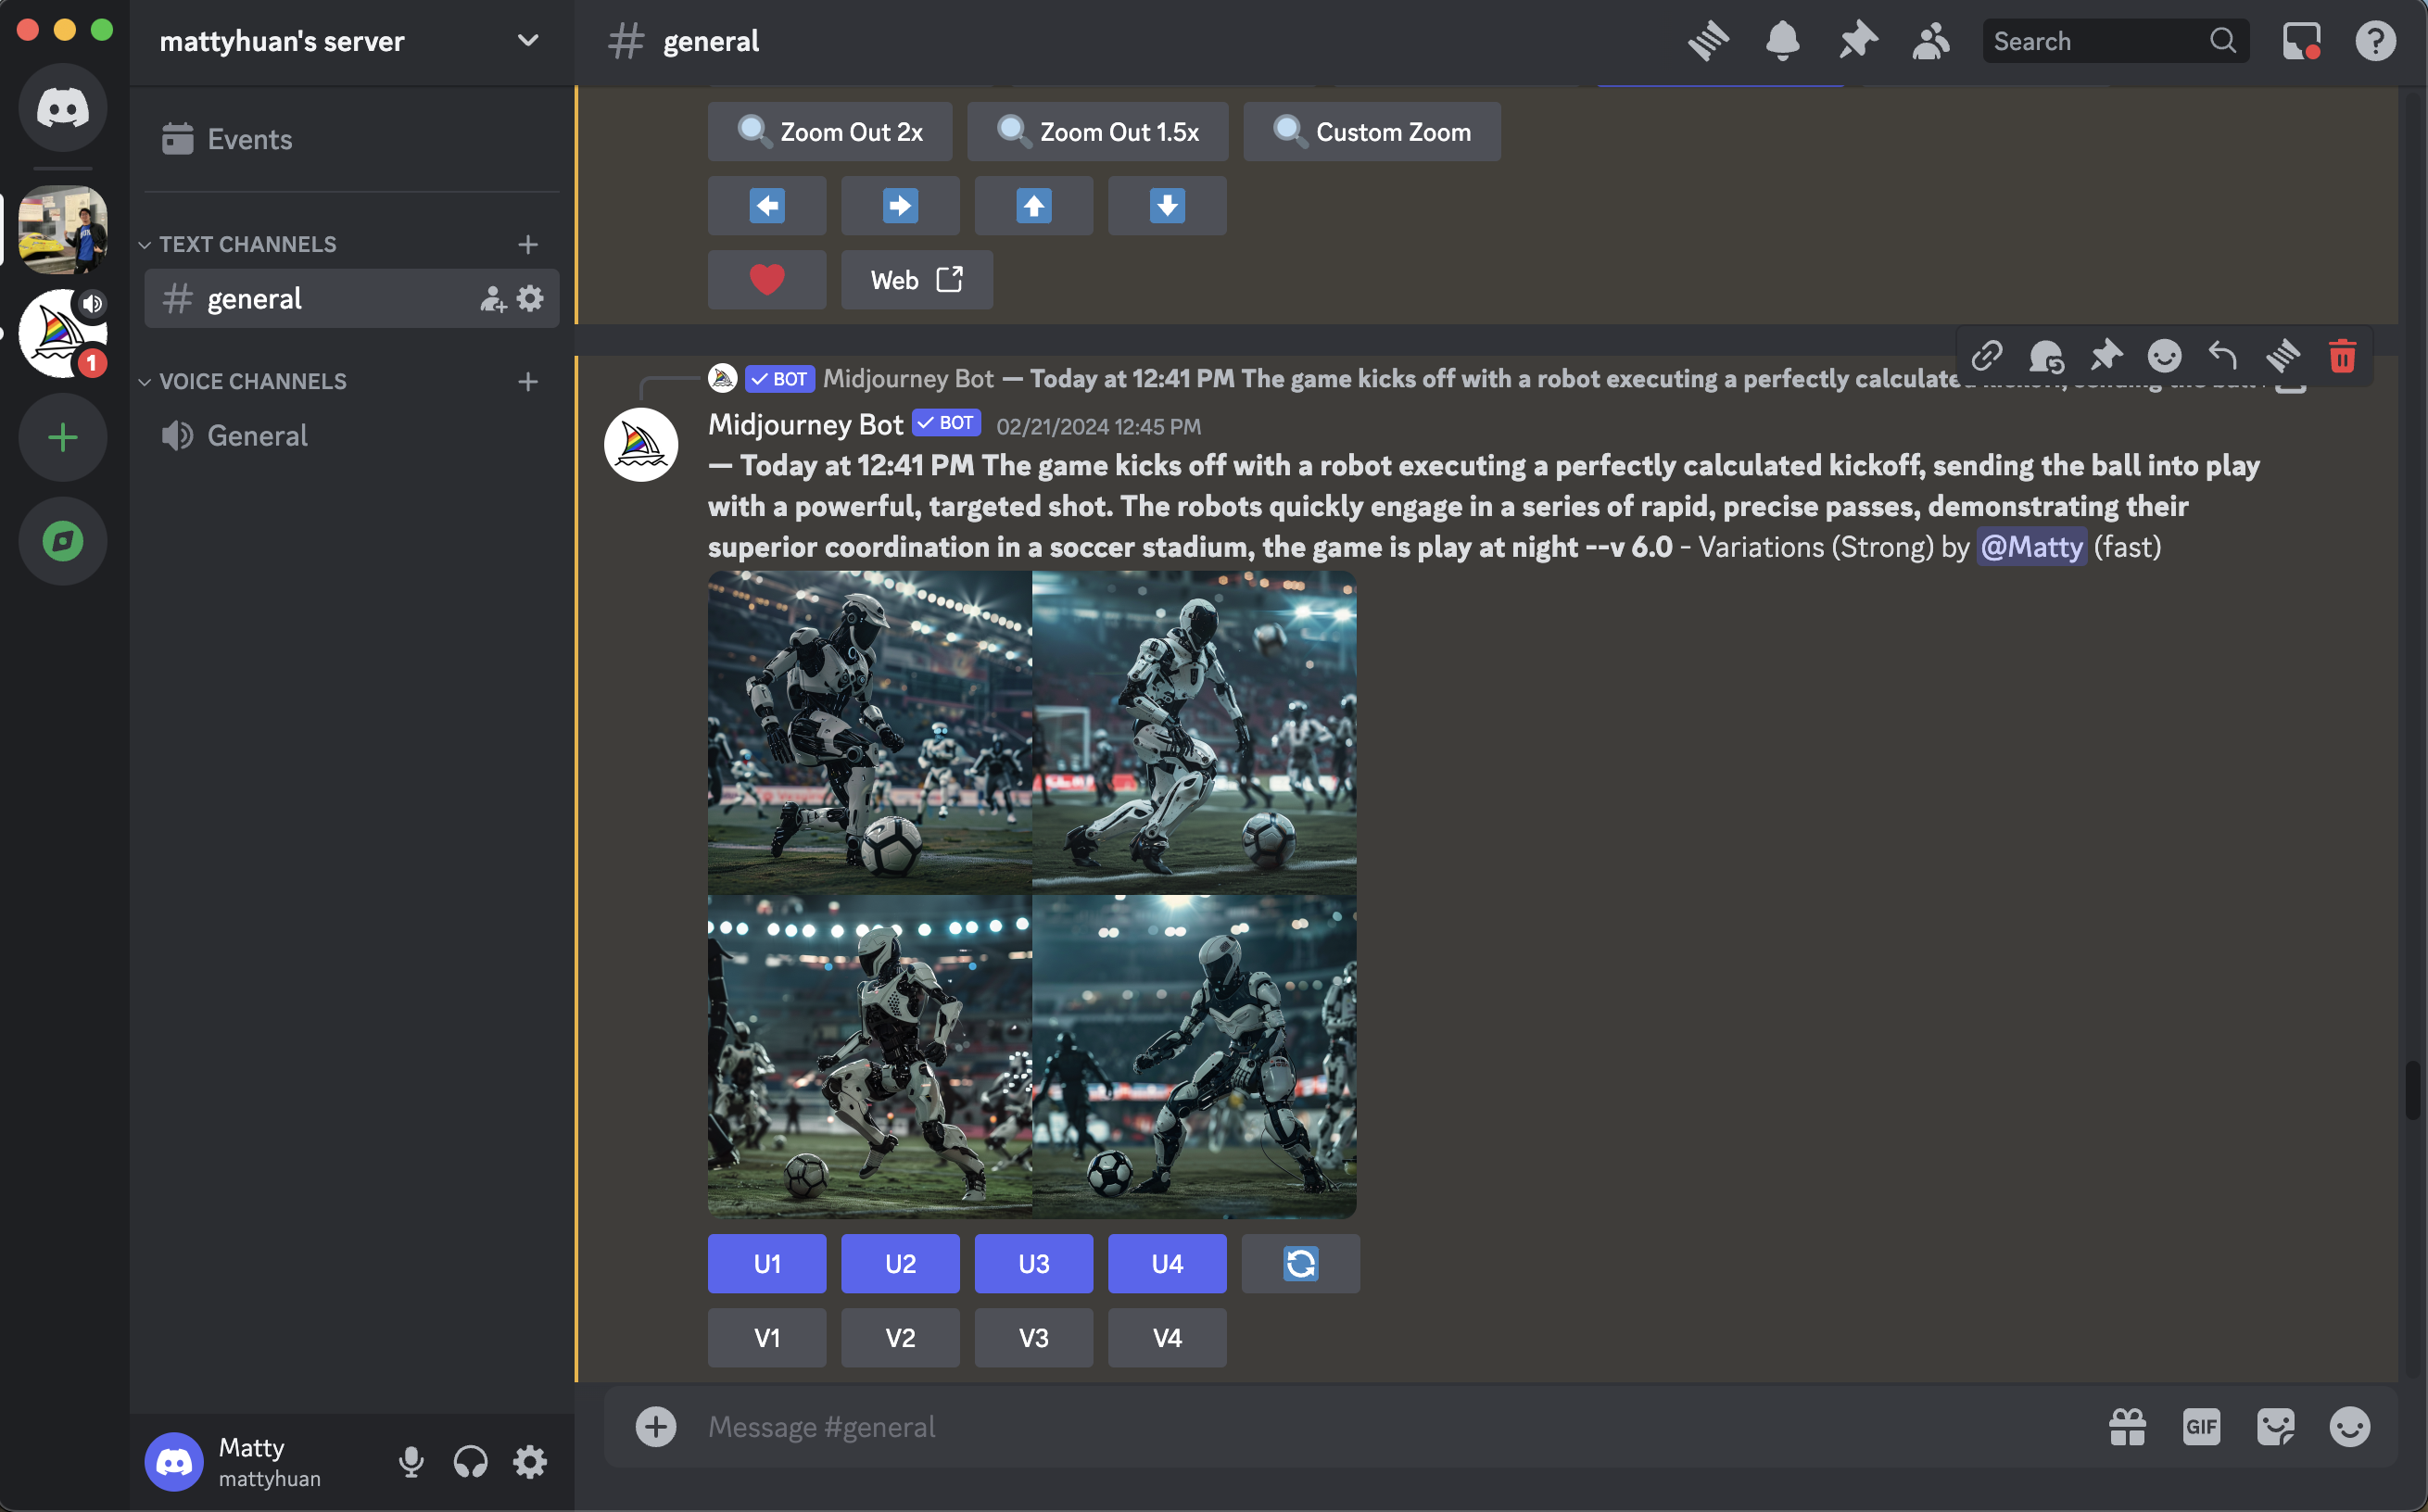 mattyhuan's server
general
Search
Events
TEXT CHANNELS
general
VOICE CHANNELS
General
1
Zoom Out 2x
Zoom Out 1.5x
Custom Zoom
Web
BOT Midjourney Bot — Today at 12:41 PM The game kicks off with a robot executing a perfectly calculated kickoff, sending the ball
Midjourney Bot BOT 02/21/2024 12:45 PM
— Today at 12:41 PM The game kicks off with a robot executing a perfectly calculated kickoff, sending the ball into play
with a powerful, targeted shot. The robots quickly engage in a series of rapid, precise passes, demonstrating their
superior coordination in a soccer stadium, the game is play at night --v 6.0 - Variations (Strong) by @Matty (fast)
U1
U2
U3
U4
V1
V2
V3
V4
Message #general
GIF
Matty
mattyhuan